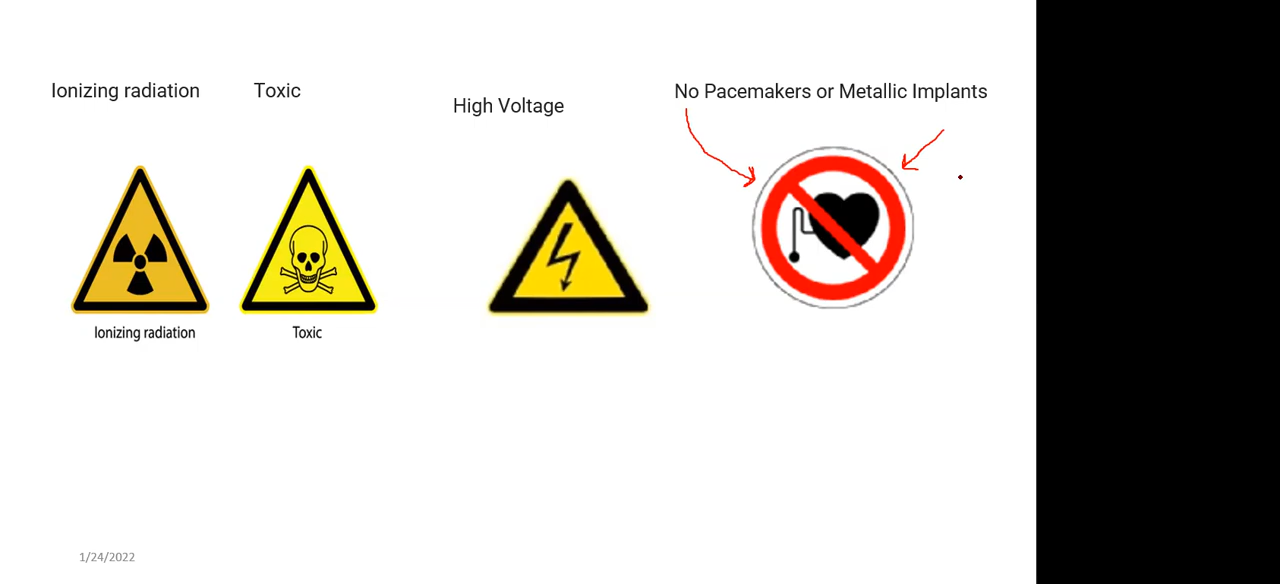 Ionizing radiation
Toxic
High Voltage
No Pacemakers or Metallic Implants
Ionizing radiation
Toxic
1/24/2022